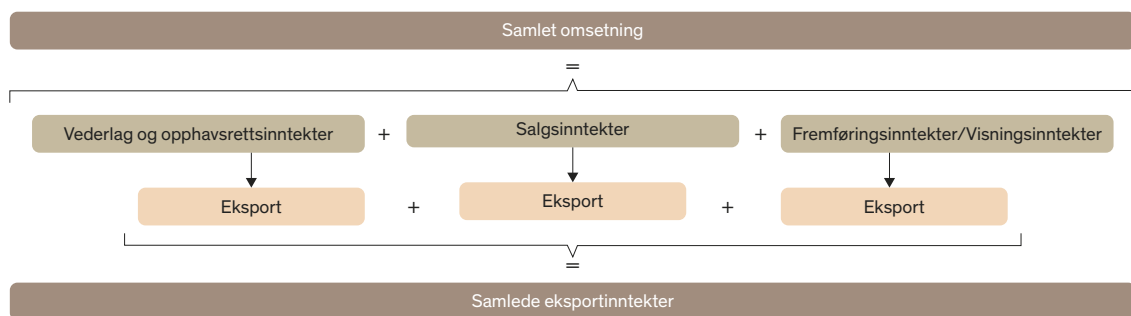 Samlet omsetning
=
Vederlag og opphavsrettsinntekter + Salgsinntekter + Fremføringsinntekter/Visningsinntekter
Eksport + Eksport + Eksport
=
Samlede eksportinntekter